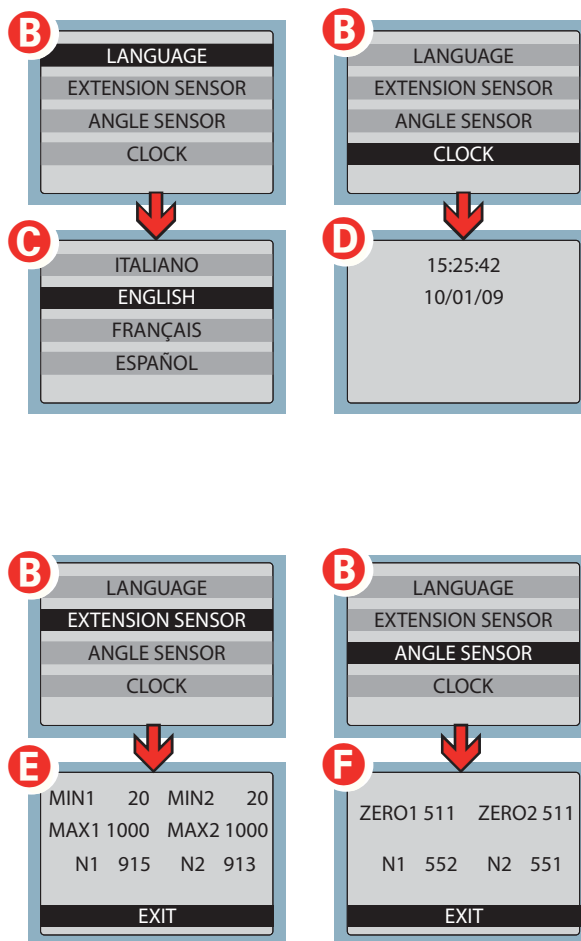 B
LANGUAGE
EXTENSION SENSOR
ANGLE SENSOR
CLOCK
C
ITALIANO
ENGLISH
FRANÇAIS
ESPAÑOL
B
LANGUAGE
EXTENSION SENSOR
ANGLE SENSOR
CLOCK
D
15:25:42
10/01/09
B
LANGUAGE
EXTENSION SENSOR
ANGLE SENSOR
CLOCK
E
MIN1 20 MIN2 20
MAX1 1000 MAX2 1000
N1 915 N2 913
EXIT
B
LANGUAGE
EXTENSION SENSOR
ANGLE SENSOR
CLOCK
F
ZERO1 511 ZERO2 511
N1 552 N2 551
EXIT